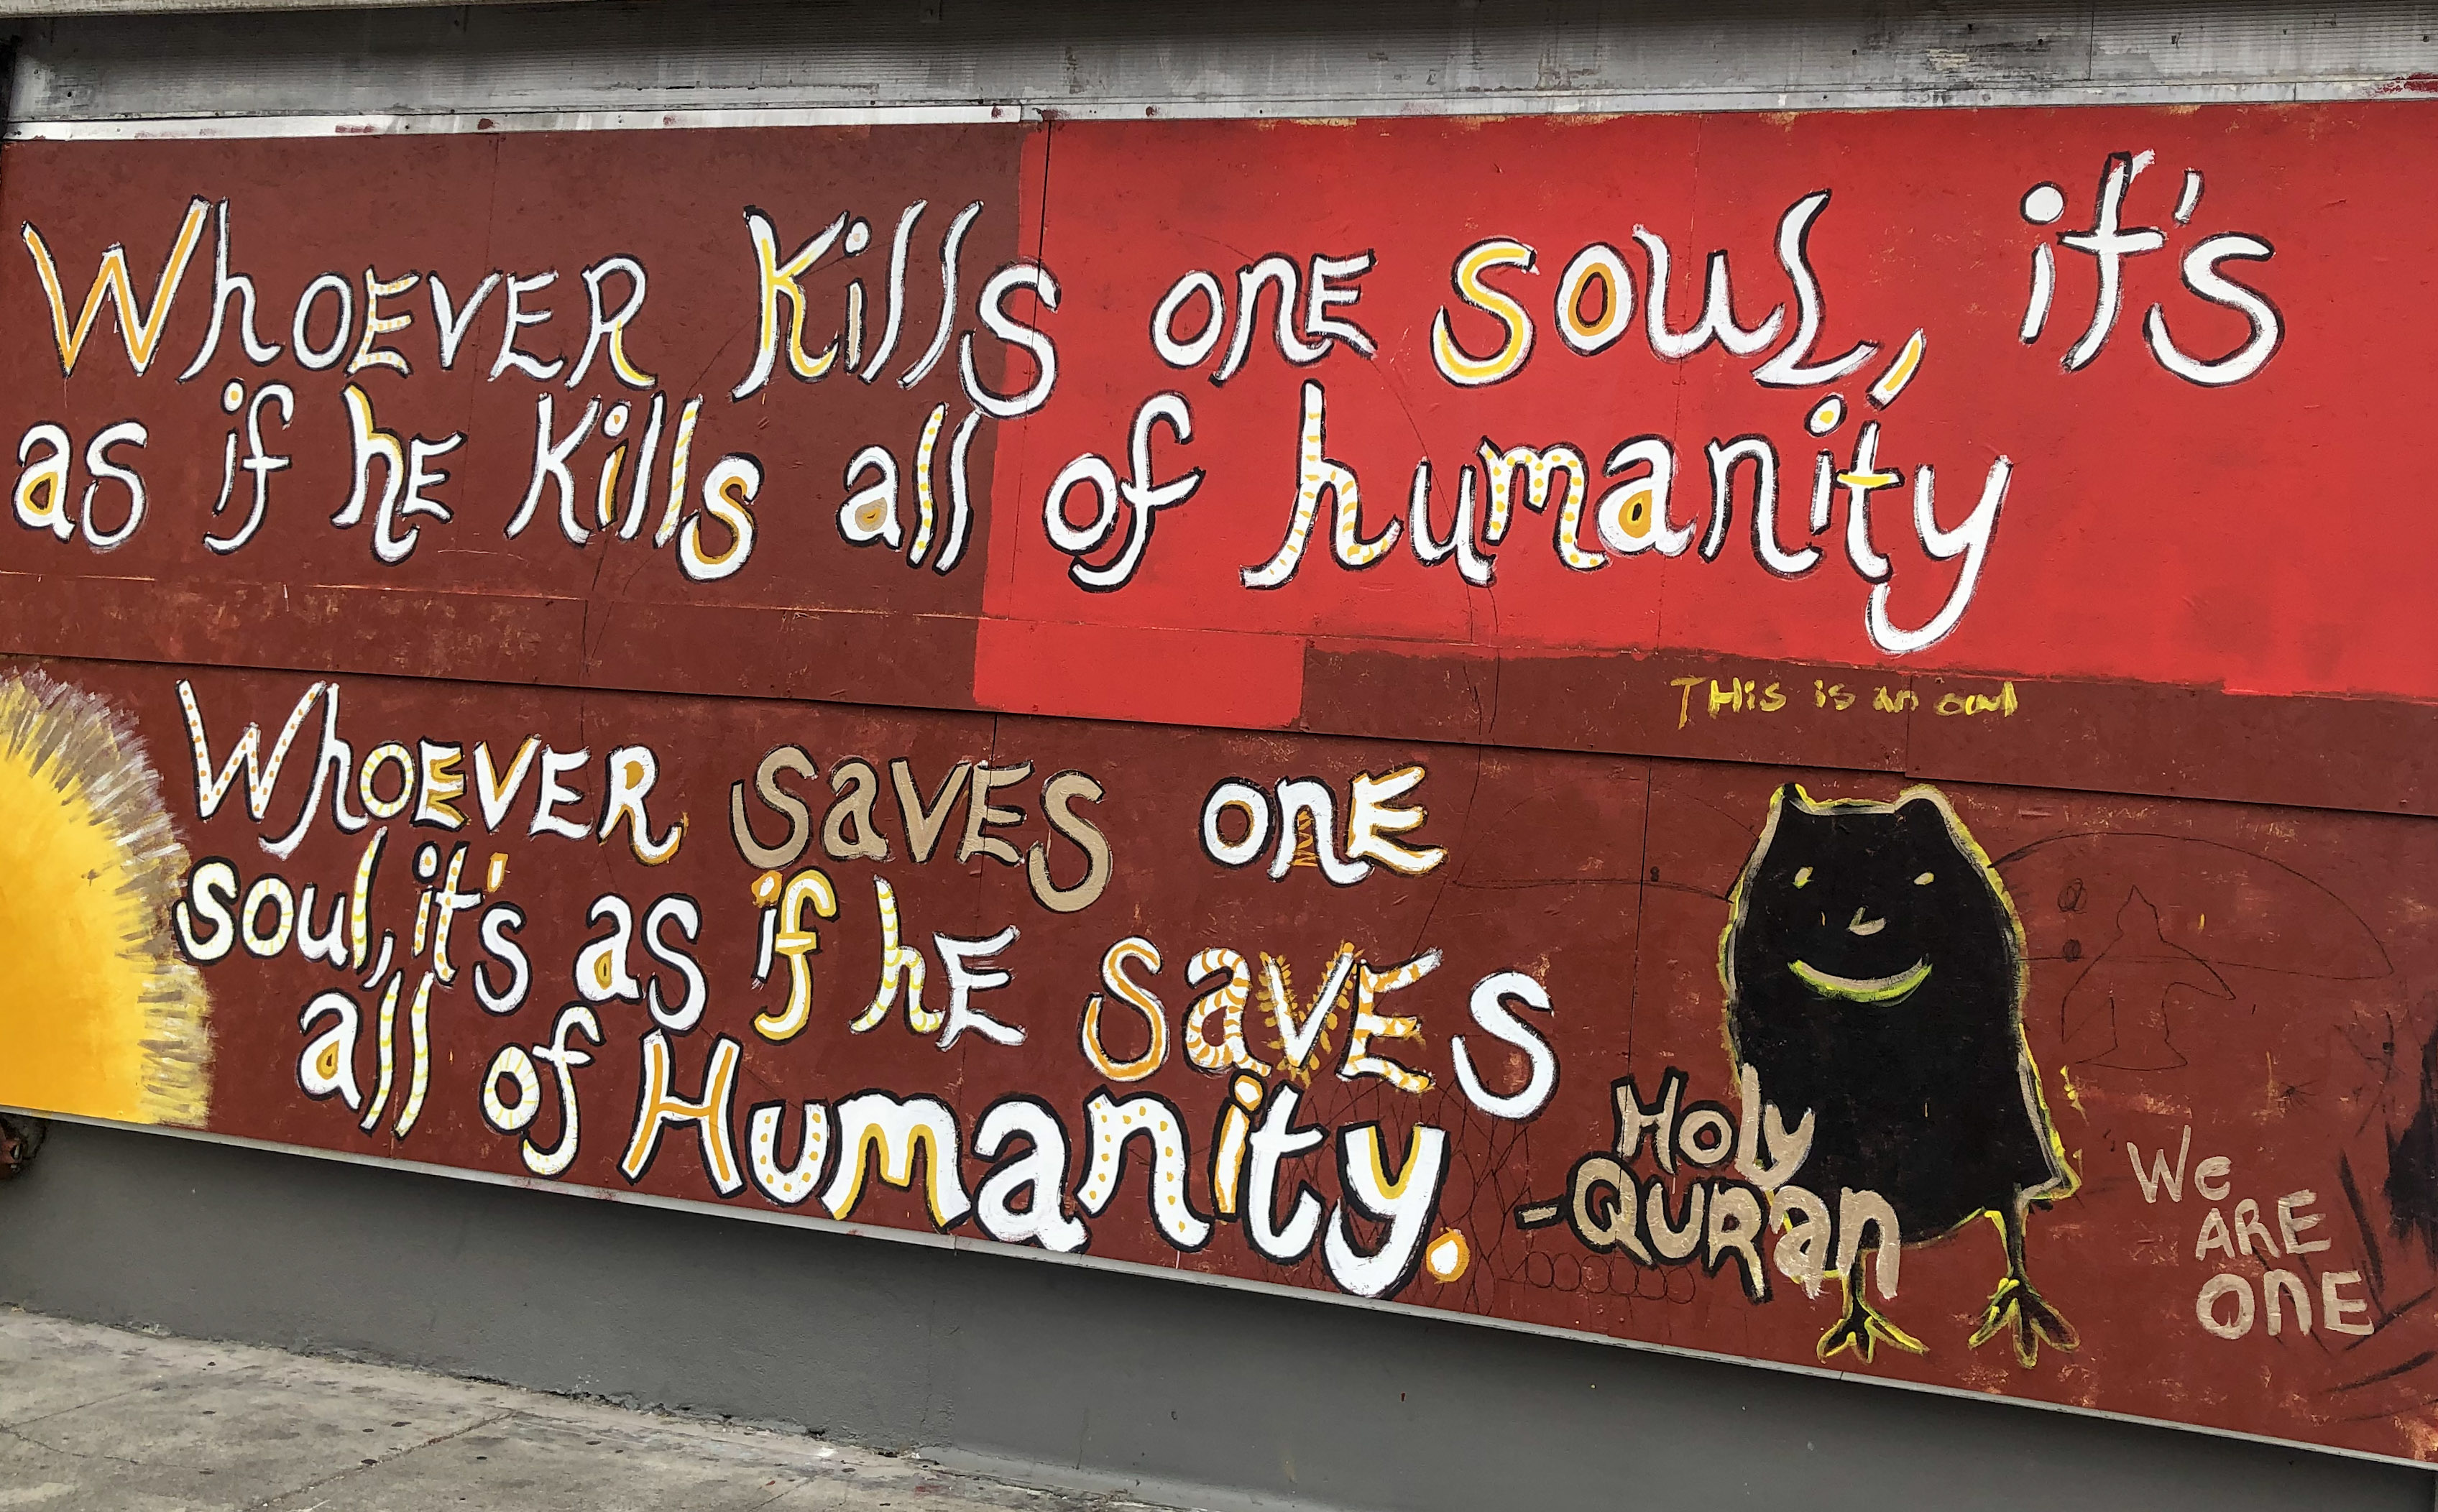 Whoever kills one soul, it's
as if he kills all of humanity
This is an owl
Whoever saves one
soul, it's as if he saves
all of Humanity.
Holy
-Quran
We
ARE
ONE